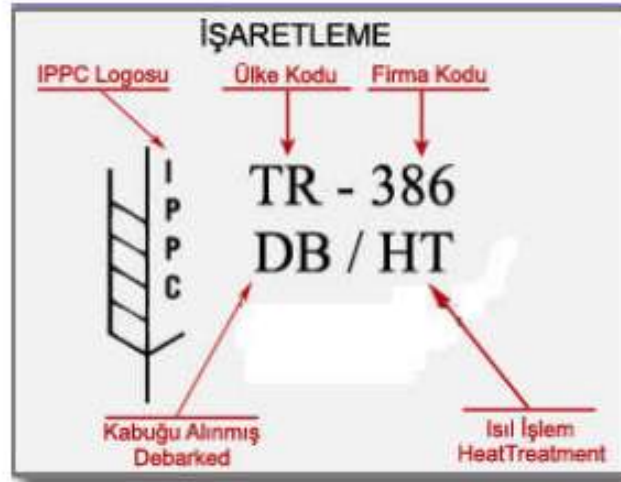 İŞARETLEME
IPPC Logosu
Ülke Kodu
Firma Kodu
I
P
P
C
TR - 386
DB / HT
Kabuğu Alınmış
Debarked
Isıl İşlem
HeatTreatment